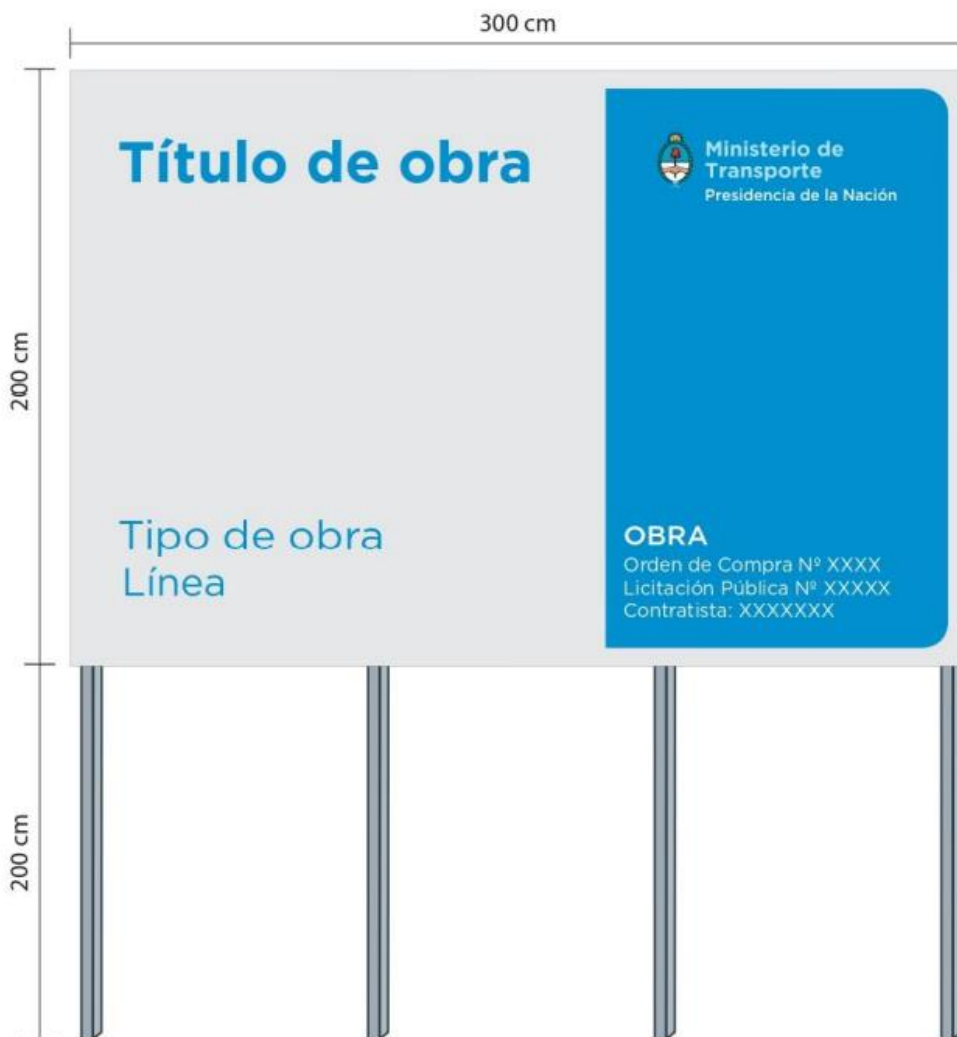 300 cm
200 cm
Título de obra
Ministerio de
Transporte
Presidencia de la Nación
Tipo de obra
Línea
OBRA
Orden de Compra Nº XXXX
Licitación Pública Nº XXXXX
Contratista: XXXXXXX
200 cm